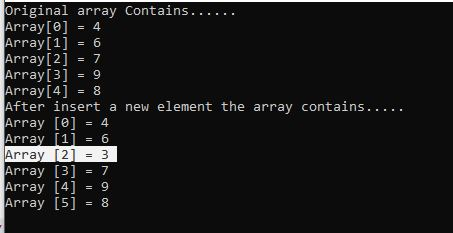 Original array Contains......
Array[0] = 4
Array[1] = 6
Array[2] = 7
Array[3] = 9
Array[4] = 8
After insert a new element the array contains.....
Array [0] = 4
Array [1] = 6
Array [2] = 3
Array [3] = 7
Array [4] = 9
Array [5] = 8